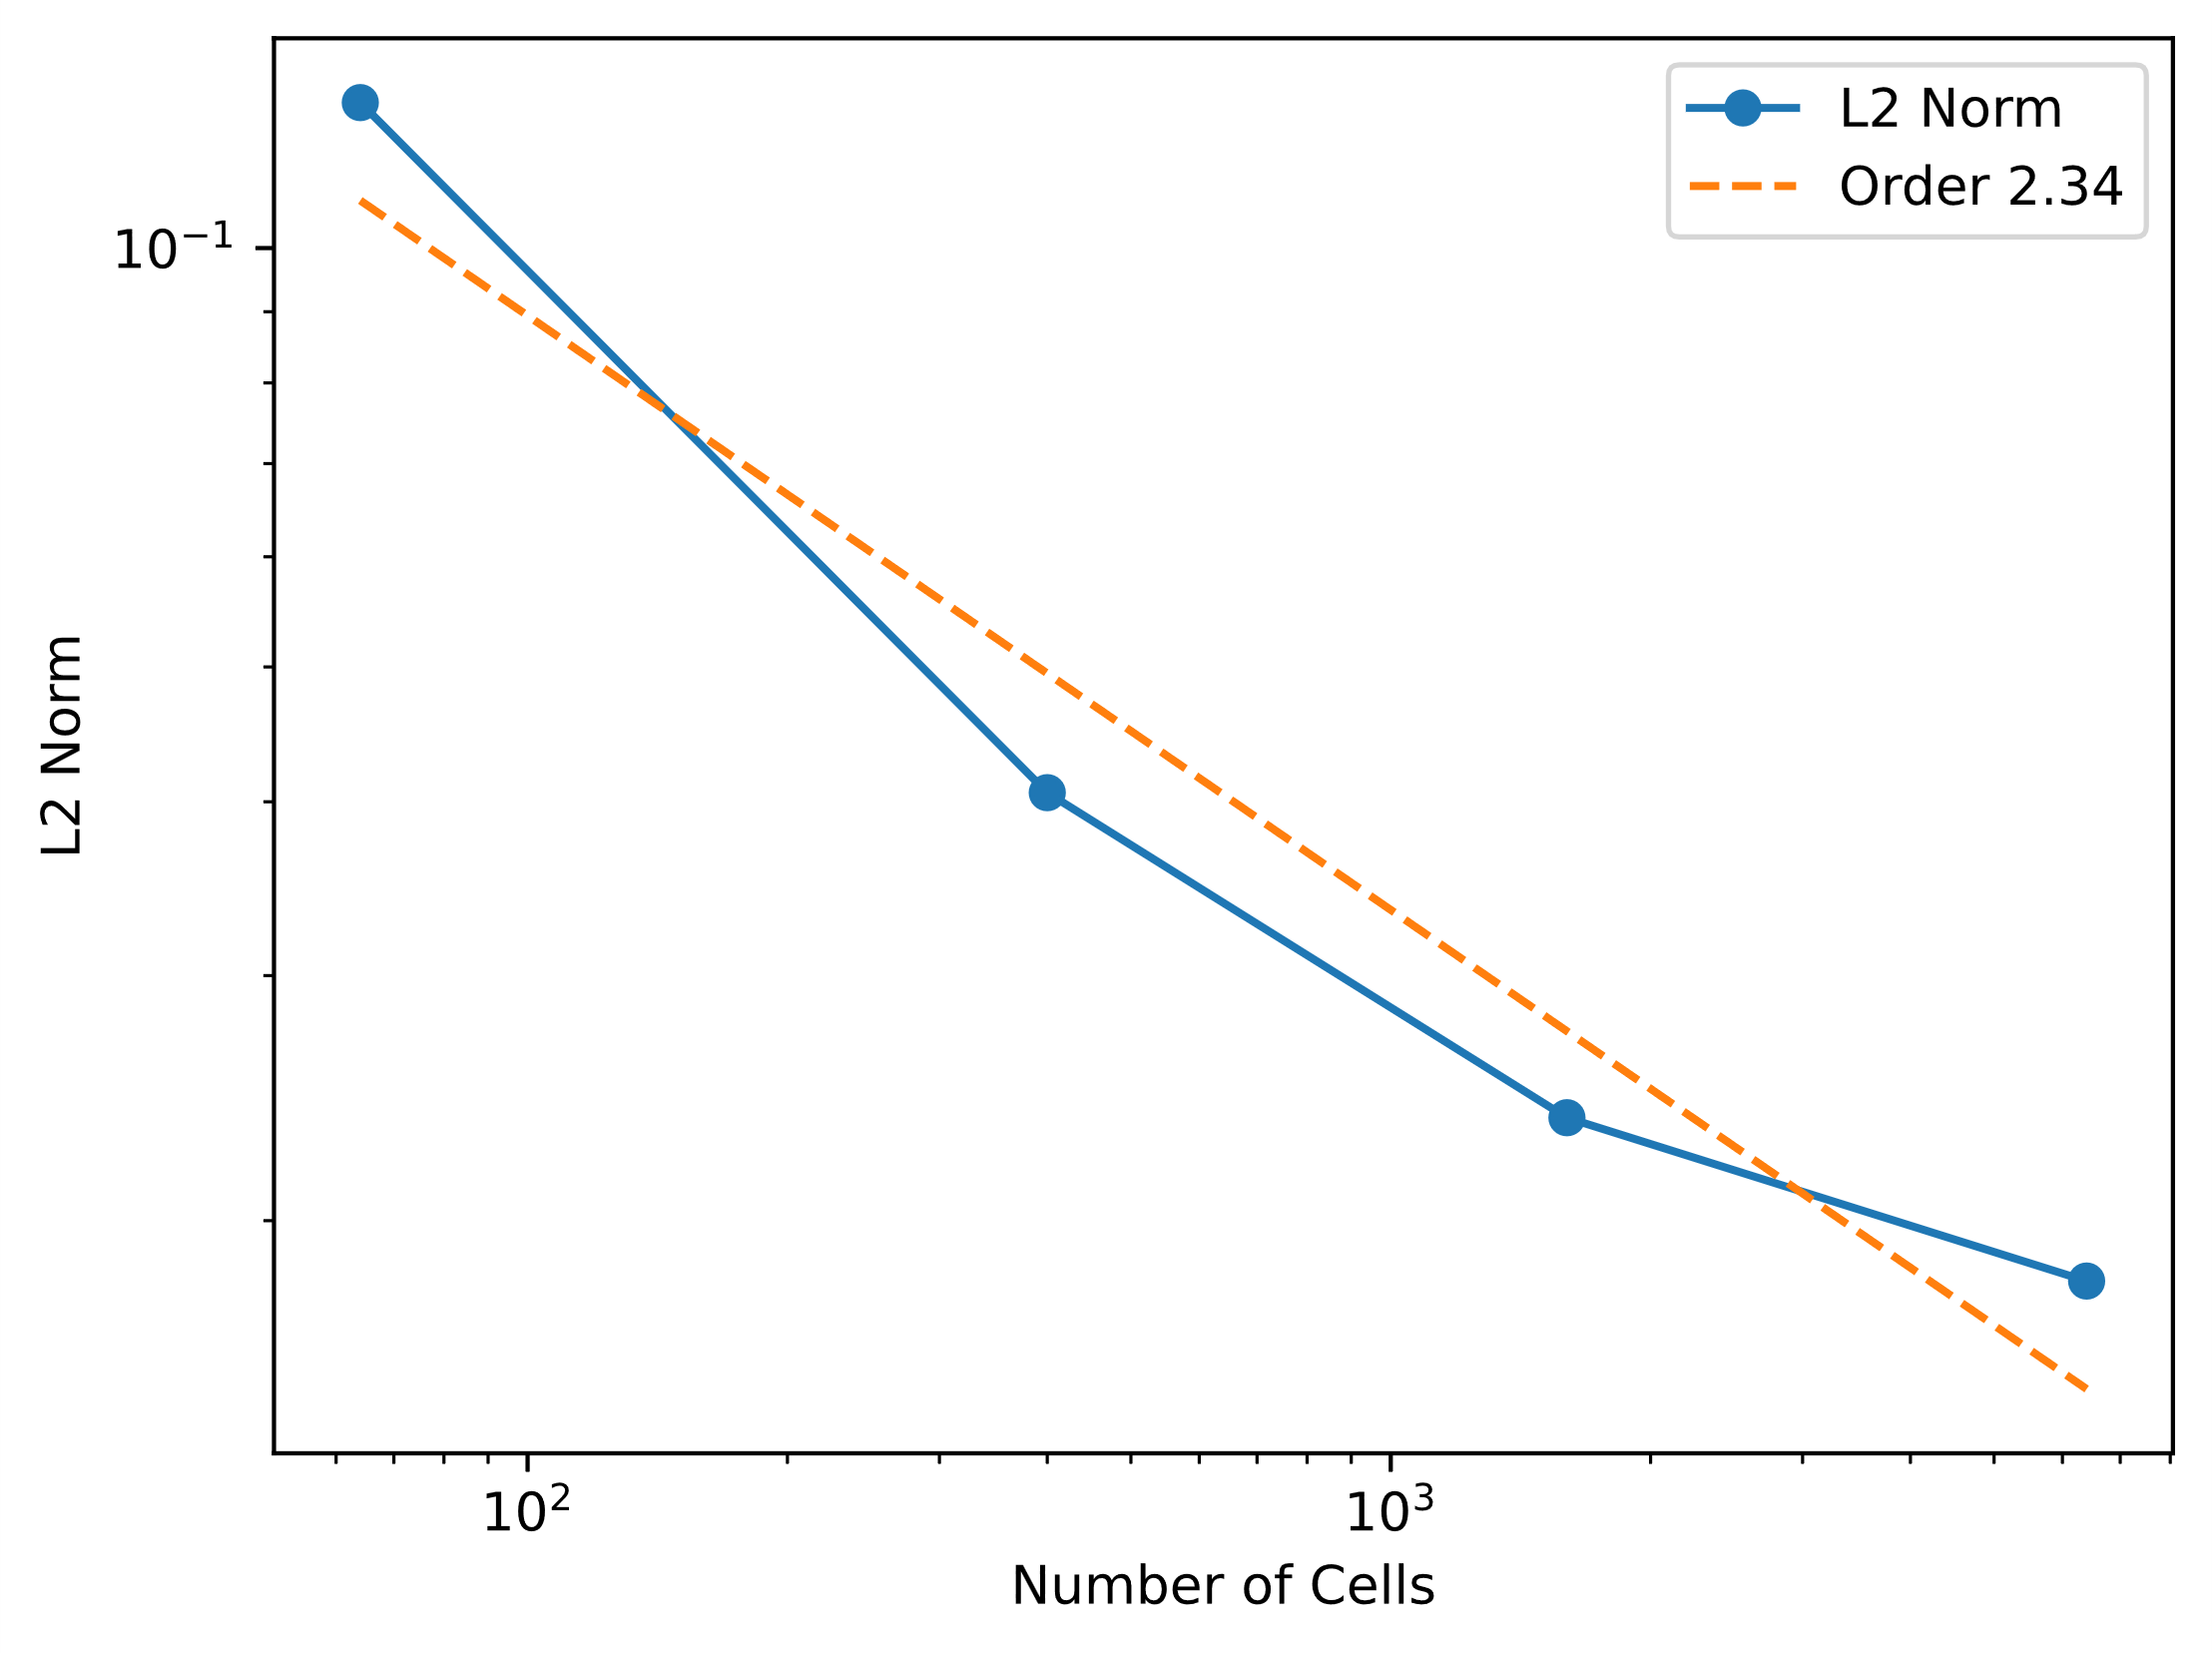 L2 Norm
Order 2.34
10⁻¹
L2 Norm
10²
10³
Number of Cells